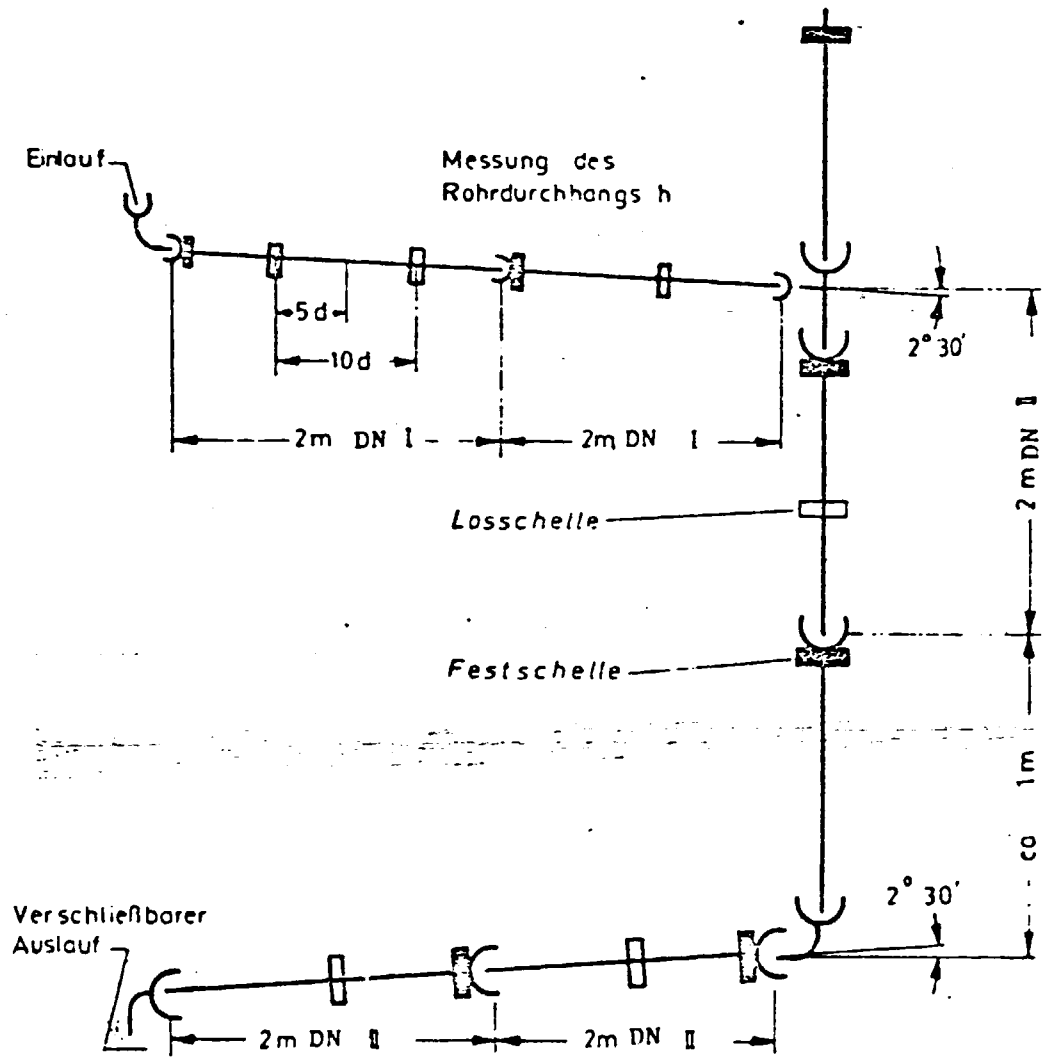 Einlauf
Messung des
Rohrdurchhangs h
5d
10d
2° 30'
2m DN I
2m DN I
2m DN II
Losschelle
Festschelle
ca 1m
2° 30'
Verschließbarer
Auslauf
2m DN II
2m DN II